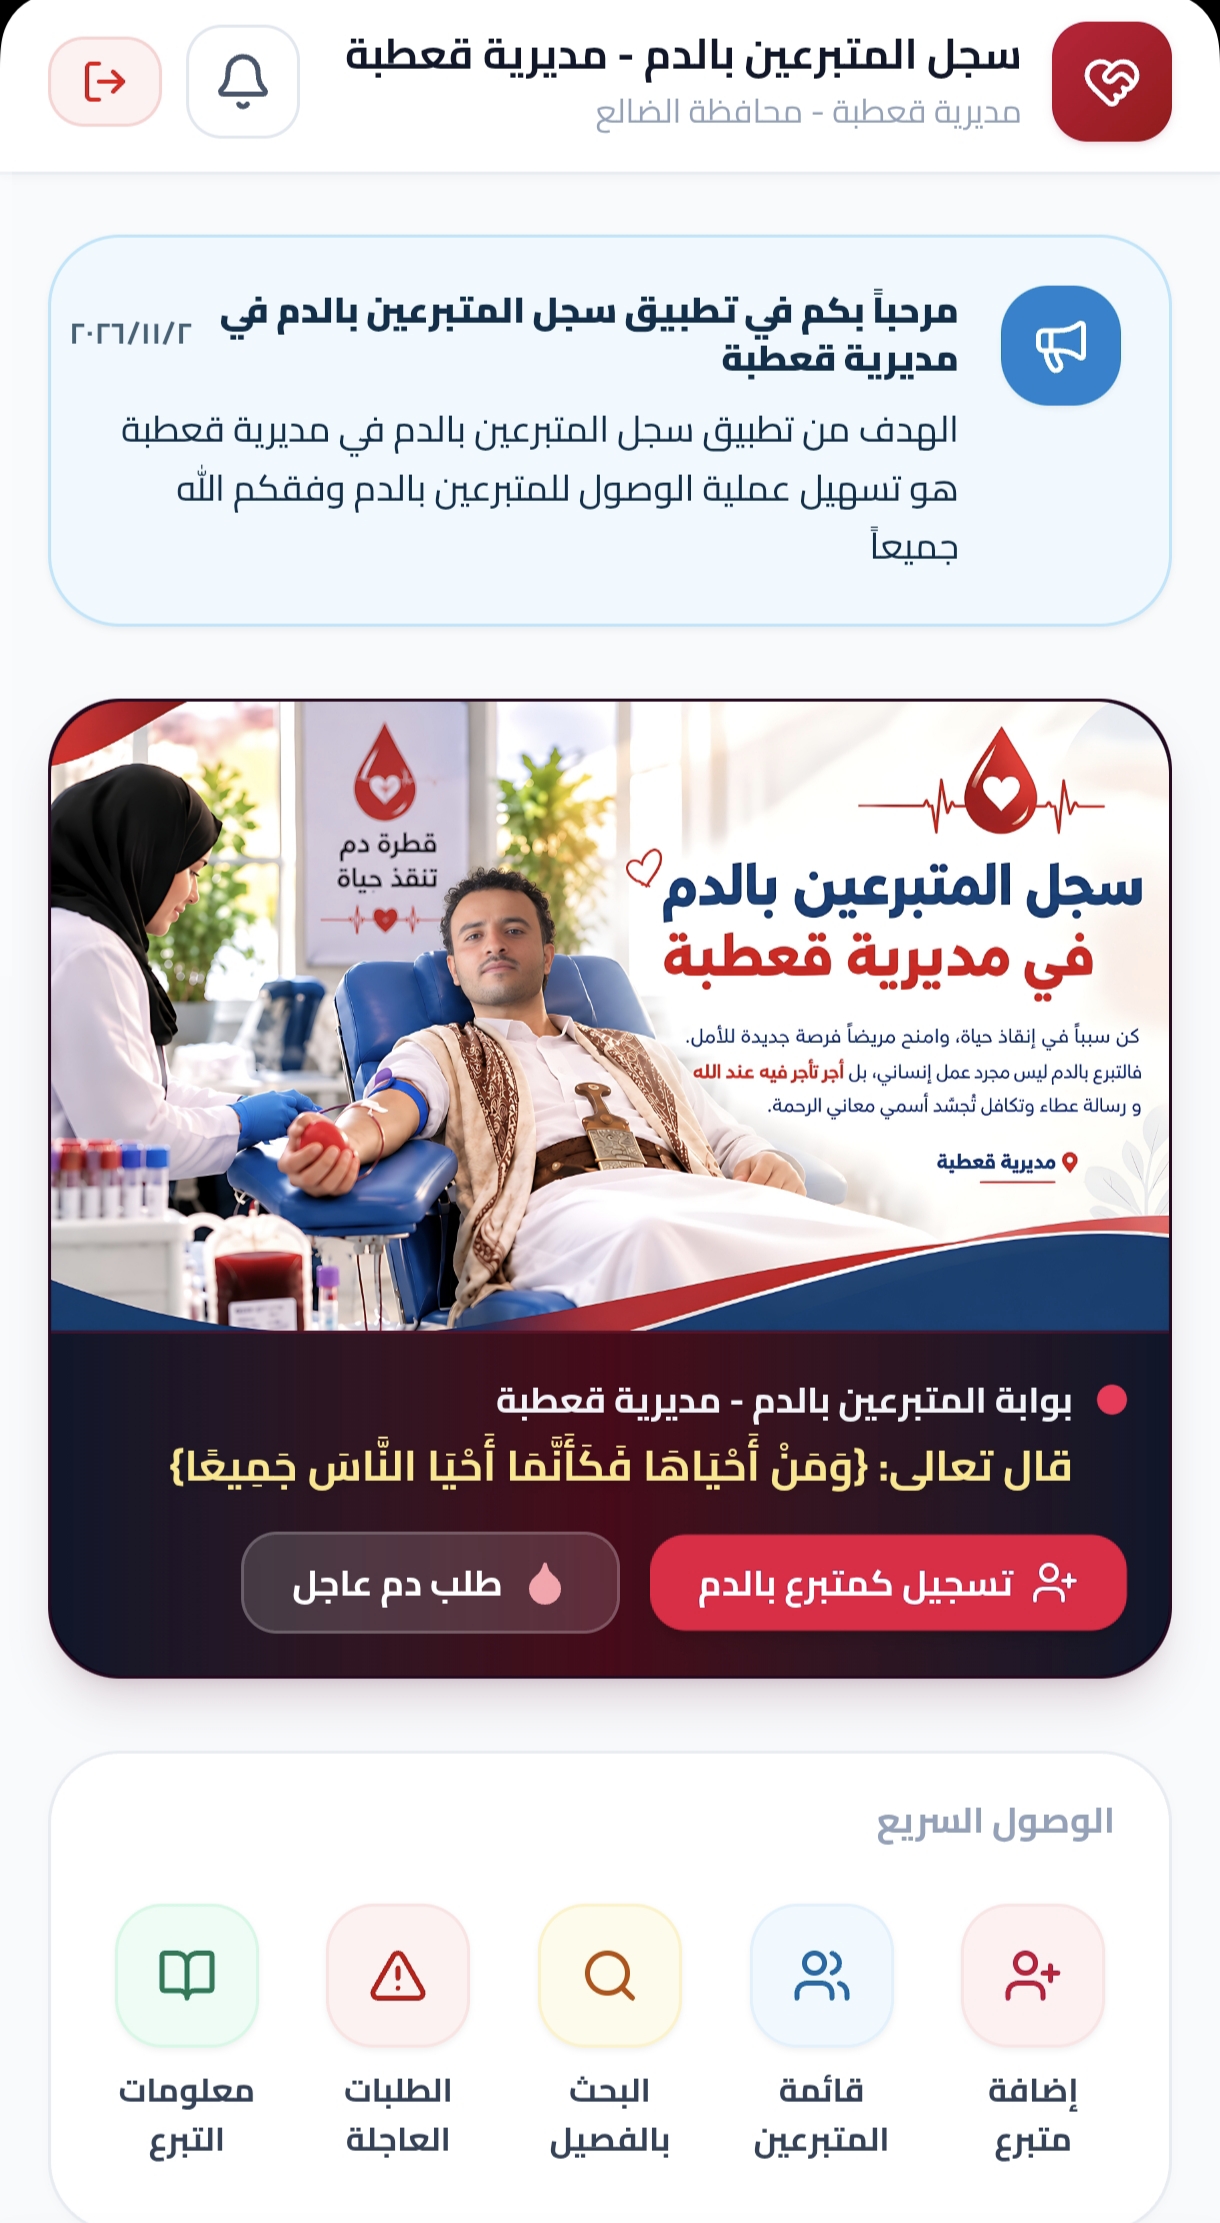 سجل المتبرعين بالدم - مديرية قعطبة
مديرية قعطبة - محافظة الضالع
مرحباً بكم في تطبيق سجل المتبرعين بالدم في
مديرية قعطبة
٢٠٢٦/١١/٢
الهدف من تطبيق سجل المتبرعين بالدم في مديرية قعطبة
هو تسهيل عملية الوصول للمتبرعين بالدم وفقكم الله
جميعاً
قطرة دم
تنقذ حياة
سجل المتبرعين بالدم
في مديرية قعطبة
كن سبباً في إنقاذ حياة، وامنح مريضاً فرصة جديدة للأمل.
فالتبرع بالدم ليس مجرد عمل إنساني، بل أجر تأجر فيه عند الله
و رسالة عطاء وتكافل تُجسّد أسمي معاني الرحمة.
مديرية قعطبة
بوابة المتبرعين بالدم - مديرية قعطبة
قال تعالى: {وَمَنْ أَحْيَاهَا فَكَأَنَّمَا أَحْيَا النَّاسَ جَمِيعًا}
تسجيل كمتبرع بالدم
طلب دم عاجل
الوصول السريع
إضافة
متبرع
قائمة
المتبرعين
البحث
بالفصيل
الطلبات
العاجلة
معلومات
التبرع